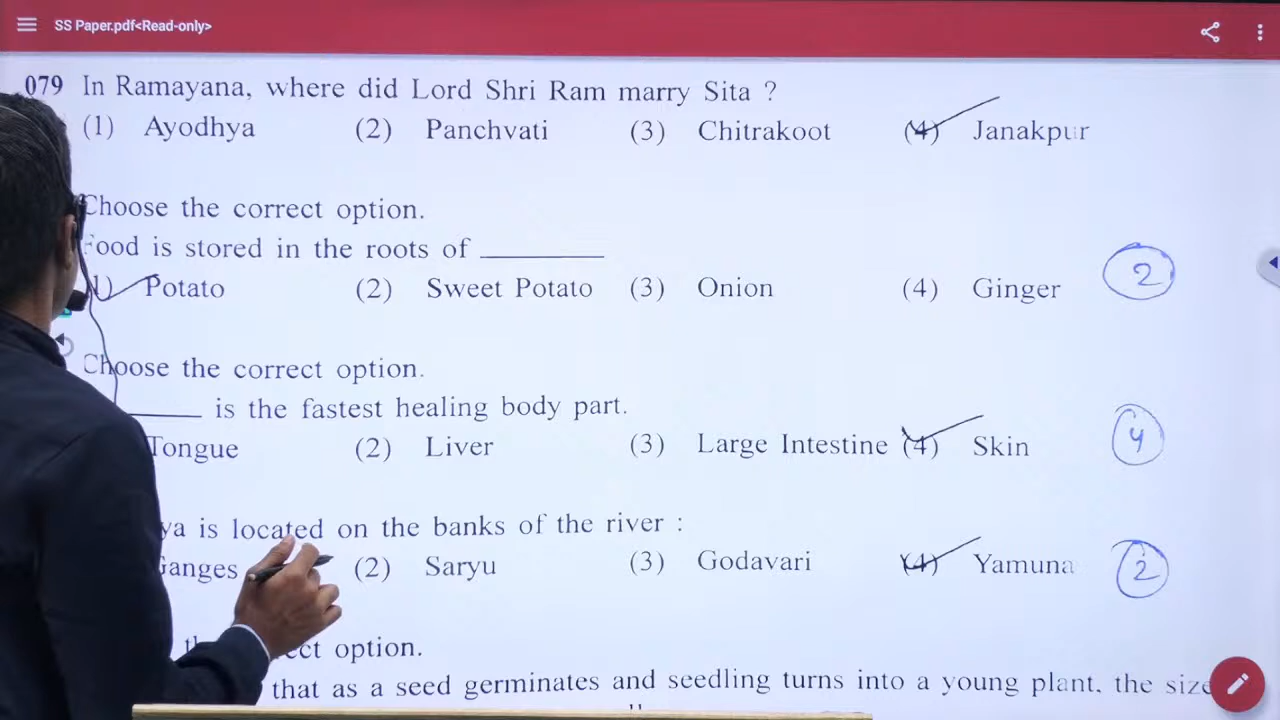 SS Paper.pdf<Read-only>
079 In Ramayana, where did Lord Shri Ram marry Sita ?
(1) Ayodhya (2) Panchvati (3) Chitrakoot (4) Janakpur
Choose the correct option.
Food is stored in the roots of ________
1) Potato (2) Sweet Potato (3) Onion (4) Ginger 2
Choose the correct option.
____ is the fastest healing body part.
Tongue (2) Liver (3) Large Intestine (4) Skin 4
ya is located on the banks of the river :
Ganges (2) Saryu (3) Godavari (4) Yamuna 2
option.
that as a seed germinates and seedling turns into a young plant, the size